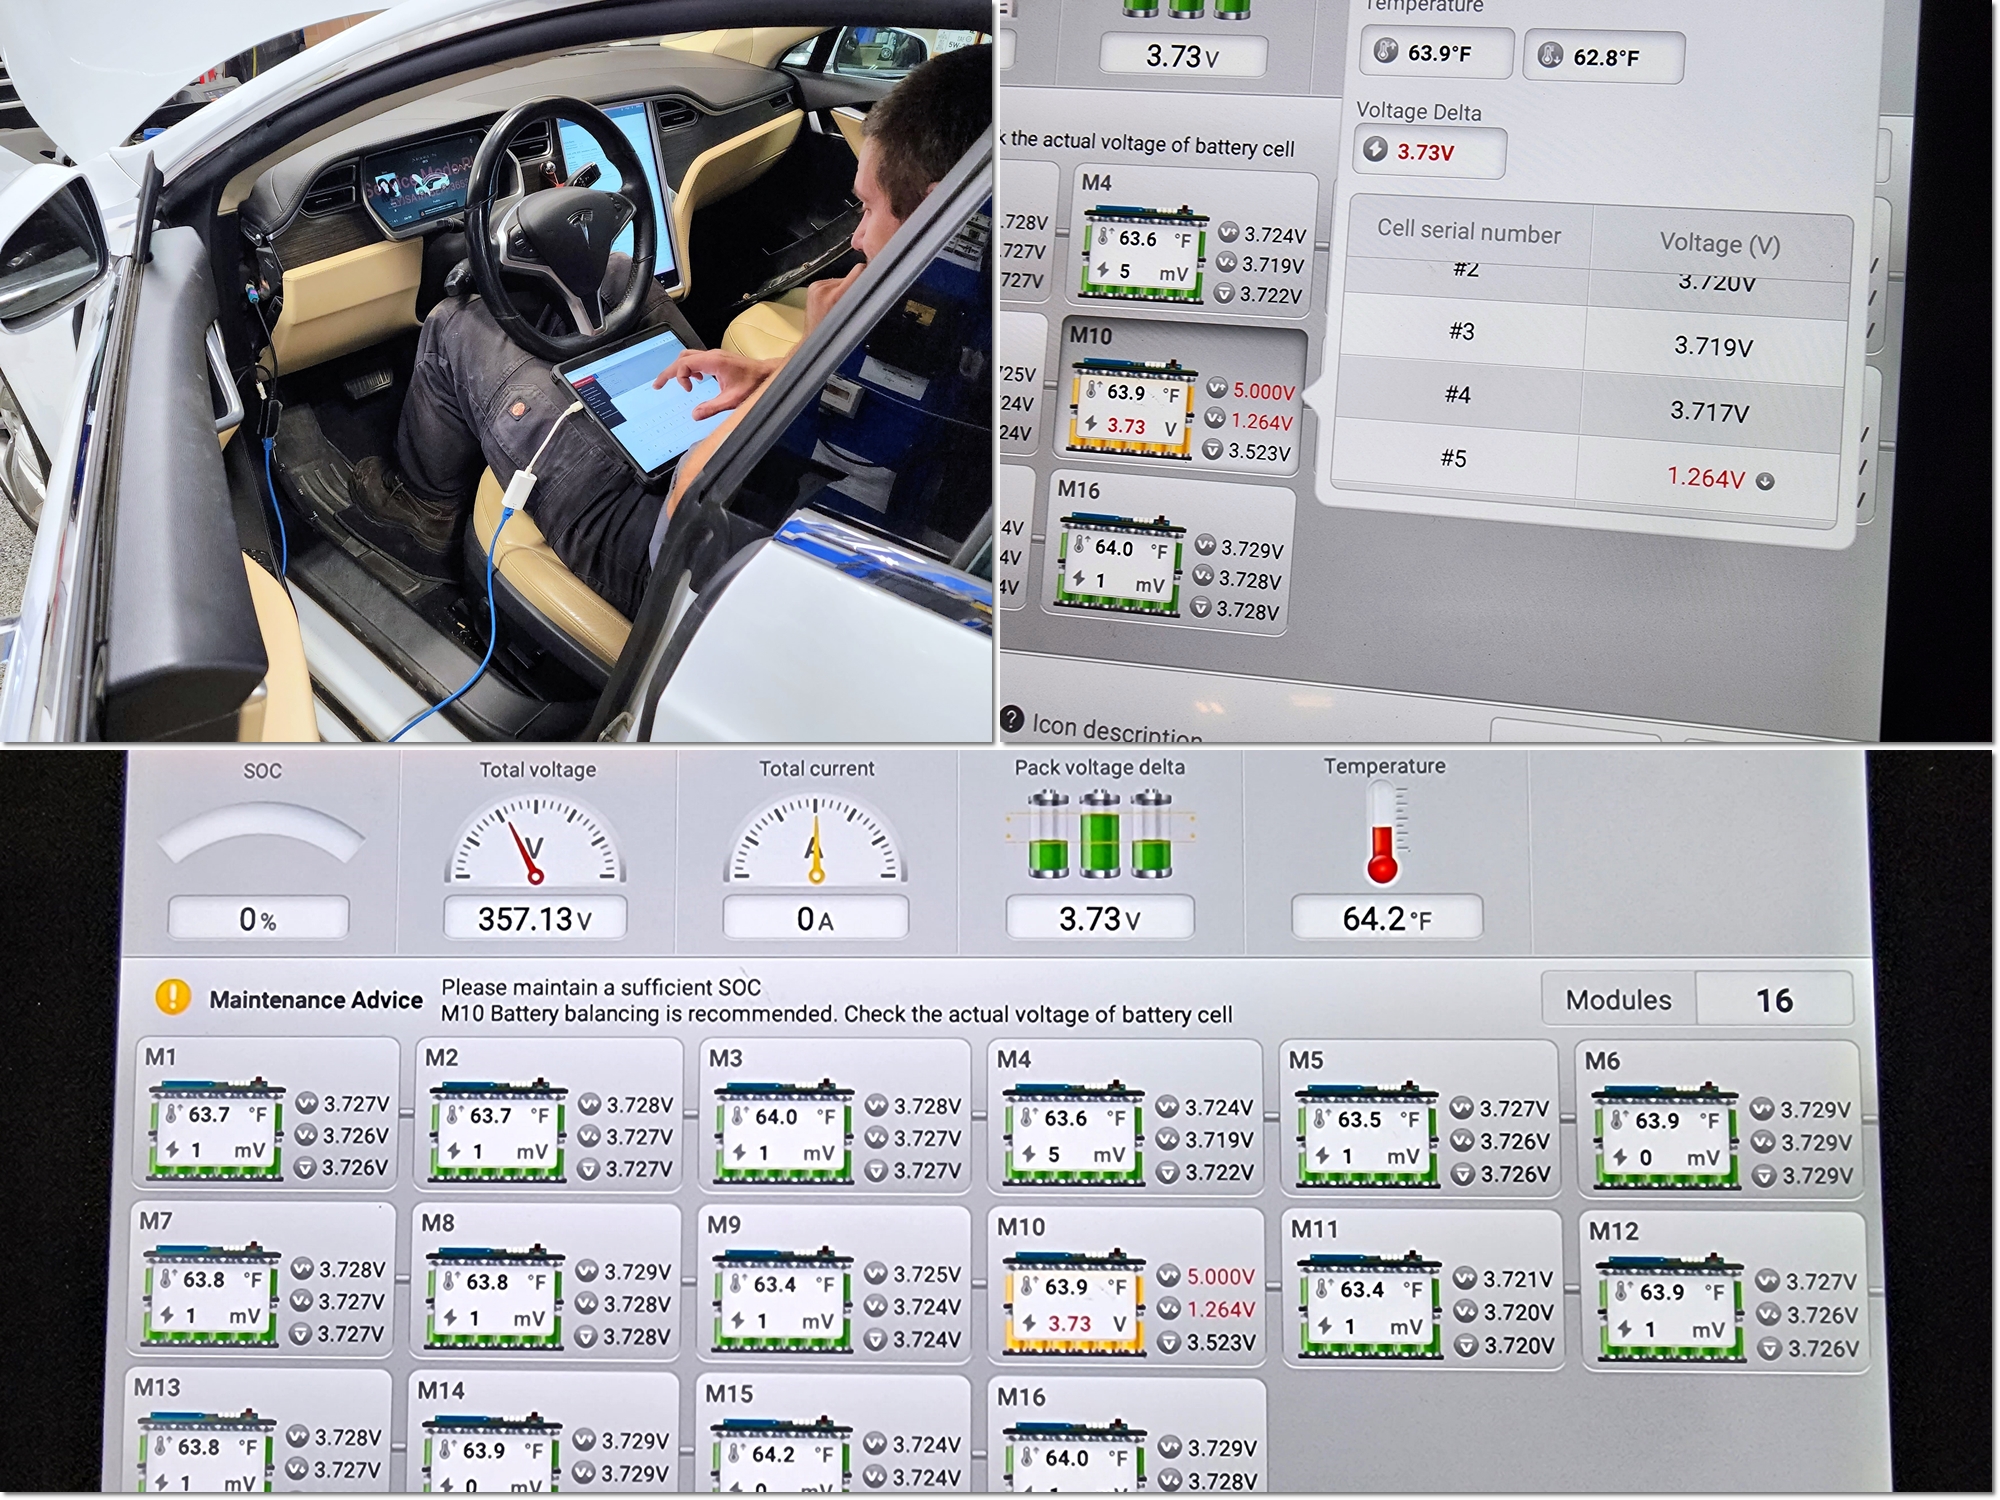 Service Mode Pl
3.73 V
Temperature
63.9°F
62.8°F
Voltage Delta
3.73V
k the actual voltage of battery cell
Cell serial number
Voltage (V)
#2
3.720V
#3
3.719V
#4
3.717V
#5
1.264V
.728V
.727V
727V
M4
63.6 °F
5 mV
3.724V
3.719V
3.722V
25V
24V
24V
M10
63.9 °F
3.73 V
5.000V
1.264V
3.523V
4V
4V
4V
M16
64.0 °F
1 mV
3.729V
3.728V
3.728V
? Icon description
SOC
0%
Total voltage
V
357.13V
Total current
A
0A
Pack voltage delta
3.73V
Temperature
64.2°F
! Maintenance Advice
Please maintain a sufficient SOC
M10 Battery balancing is recommended. Check the actual voltage of battery cell
Modules 16
M1
63.7 °F
1 mV
3.727V
3.726V
3.726V
M2
63.7 °F
1 mV
3.728V
3.727V
3.727V
M3
64.0 °F
1 mV
3.728V
3.727V
3.727V
M4
63.6 °F
5 mV
3.724V
3.719V
3.722V
M5
63.5 °F
1 mV
3.727V
3.726V
3.726V
M6
63.9 °F
0 mV
3.729V
3.729V
3.729V
M7
63.8 °F
1 mV
3.728V
3.727V
3.727V
M8
63.8 °F
1 mV
3.729V
3.728V
3.728V
M9
63.4 °F
1 mV
3.725V
3.724V
3.724V
M10
63.9 °F
3.73 V
5.000V
1.264V
3.523V
M11
63.4 °F
1 mV
3.721V
3.720V
3.720V
M12
63.9 °F
1 mV
3.727V
3.726V
3.726V
M13
63.8 °F
1 mV
3.728V
3.727V
M14
63.9 °F
0 mV
3.729V
3.729V
M15
64.2 °F
0 mV
3.724V
3.724V
M16
64.0 °F
1 mV
3.729V
3.728V